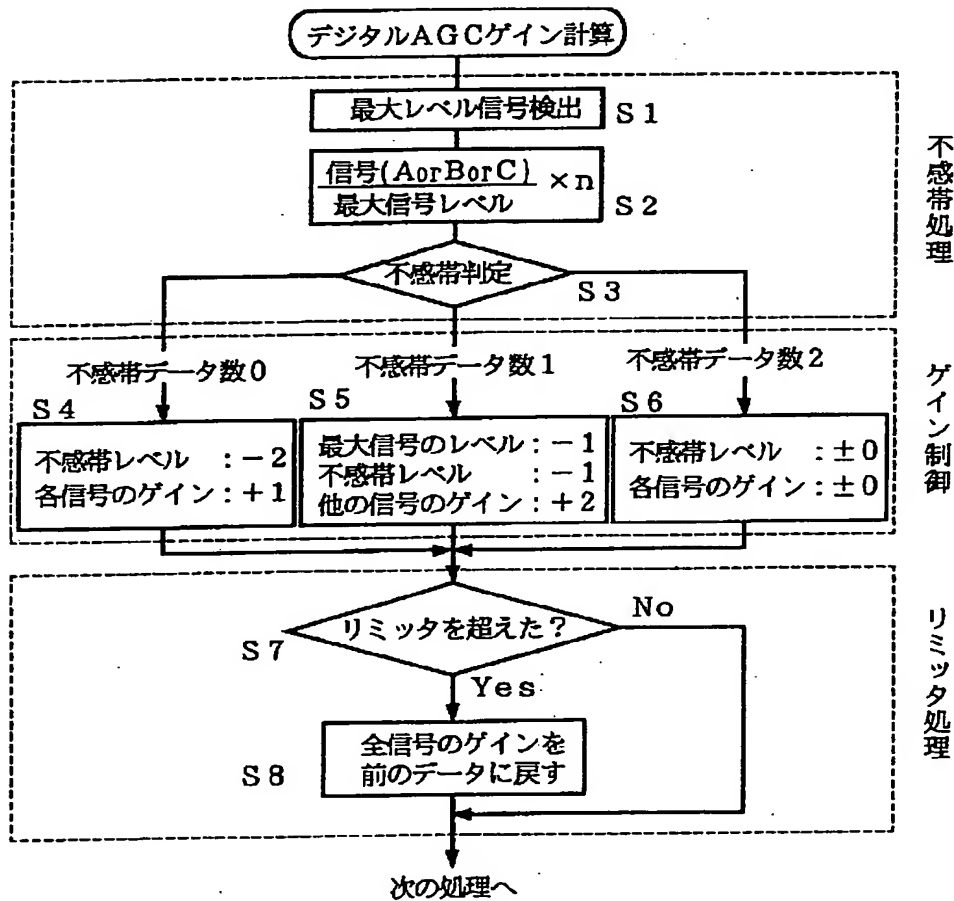 デジタルAGCゲイン計算
最大レベル信号検出
S1
信号(AorBorC)
最大信号レベル
×n
S2
不感帯判定
S3
不感帯処理
不感帯データ数0
不感帯データ数1
不感帯データ数2
S4
不感帯レベル :-2
各信号のゲイン:+1
S5
最大信号のレベル:-1
不感帯レベル :-1
他の信号のゲイン:+2
S6
不感帯レベル :±0
各信号のゲイン:±0
ゲイン制御
リミッタを超えた?
S7
No
Yes
全信号のゲインを
前のデータに戻す
S8
リミッタ処理
次の処理へ